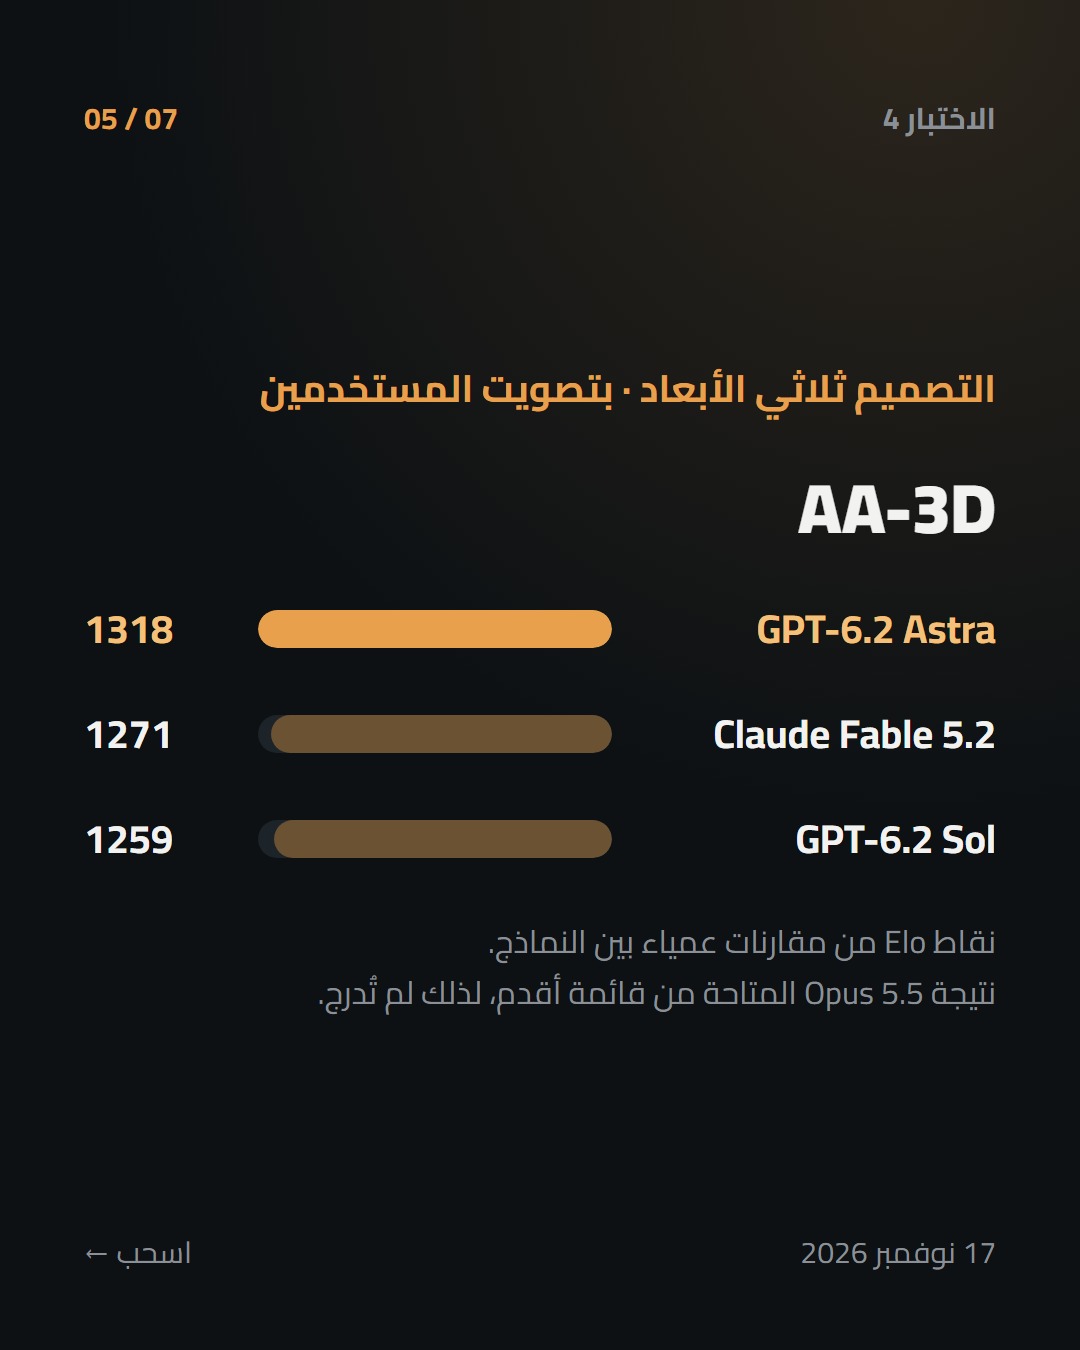 الاختبار 4
05 / 07
التصميم ثلاثي الأبعاد · بتصويت المستخدمين
AA-3D
GPT-6.2 Astra 1318
Claude Fable 5.2 1271
GPT-6.2 Sol 1259
نقاط Elo من مقارنات عمياء بين النماذج.
نتيجة Opus 5.5 المتاحة من قائمة أقدم، لذلك لم تُدرج.
17 نوفمبر 2026
اسحب ←